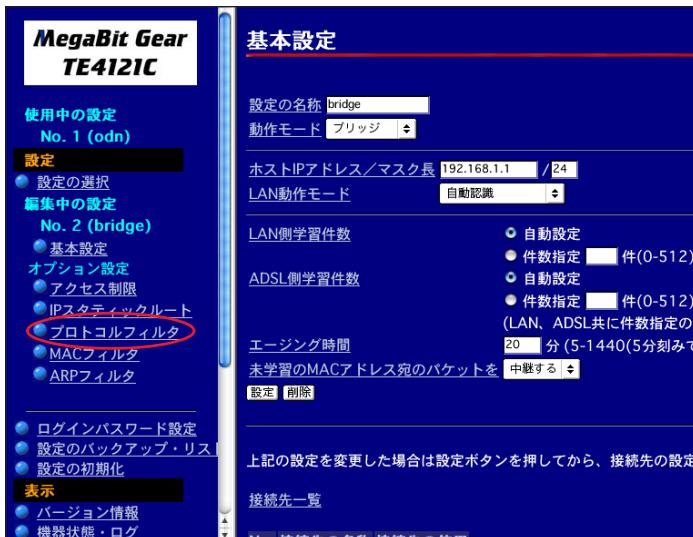 MegaBit Gear
TE4121C
使用中の設定
No. 1 (odn)
設定
設定の選択
編集中の設定
No. 2 (bridge)
基本設定
オプション設定
アクセス制限
IPスタティックルート
プロトコルフィルタ
MACフィルタ
ARPフィルタ
ログインパスワード設定
設定のバックアップ・リス
設定の初期化
表示
バージョン情報
機器状態・ログ
基本設定
設定の名称 bridge
動作モード ブリッジ
ホストIPアドレス／マスク長 192.168.1.1 / 24
LAN動作モード 自動認識
LAN側学習件数 自動設定
件数指定 件(0-512)
ADSL側学習件数 自動設定
件数指定 件(0-512)
(LAN、ADSL共に件数指定の
エージング時間 20 分 (5-1440(5分刻みで
未学習のMACアドレス宛のパケットを 中継する
設定 削除
上記の設定を変更した場合は設定ボタンを押してから、接続先の設定
接続先一覧